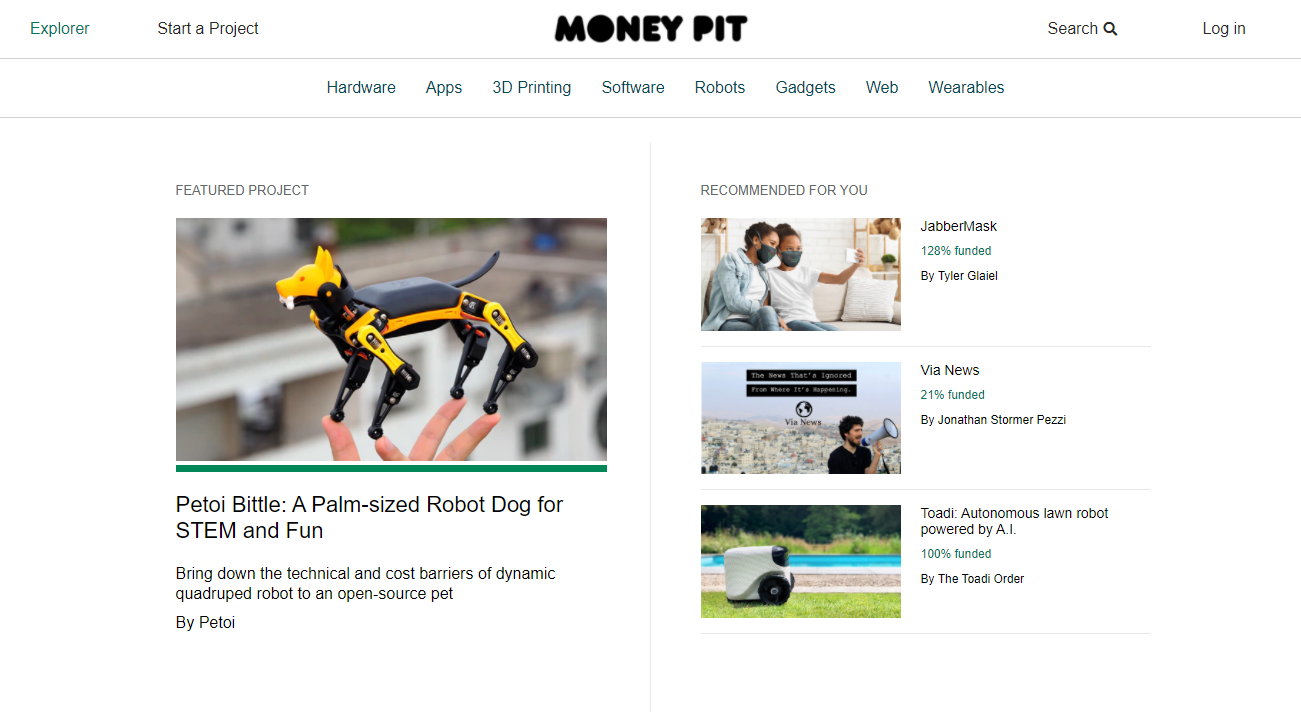 Explorer
Start a Project
MONEY PIT
Search
Log in
Hardware
Apps
3D Printing
Software
Robots
Gadgets
Web
Wearables
FEATURED PROJECT
Petoi Bittle: A Palm-sized Robot Dog for
STEM and Fun
Bring down the technical and cost barriers of dynamic
quadruped robot to an open-source pet
By Petoi
RECOMMENDED FOR YOU
JabberMask
128% funded
By Tyler Glaiel
The News That's Ignored
From Where It's Happening.
Via News
Via News
21% funded
By Jonathan Stormer Pezzi
Toadi: Autonomous lawn robot
powered by A.I.
100% funded
By The Toadi Order